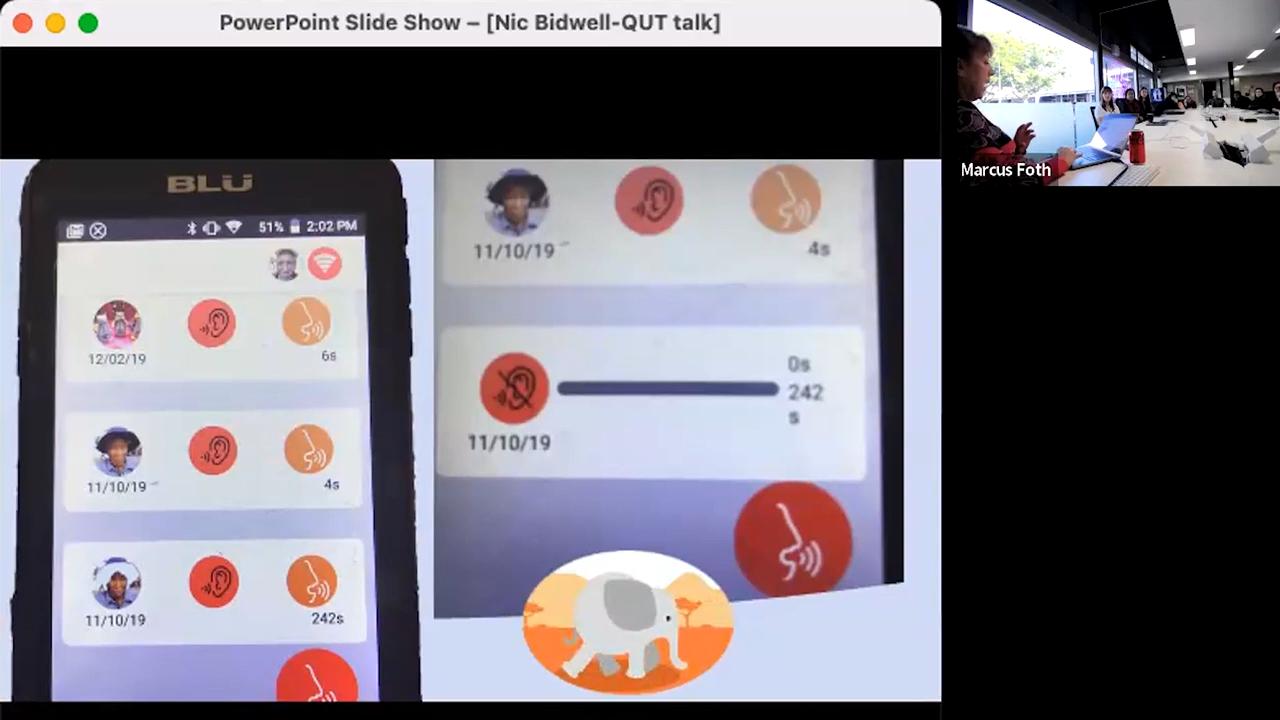 PowerPoint Slide Show – [Nic Bidwell-QUT talk]
BLU
51% 2:02 PM
12/02/19
6s
11/10/19
4s
11/10/19
242s
11/10/19
4s
0s
242
s
11/10/19
Marcus Foth